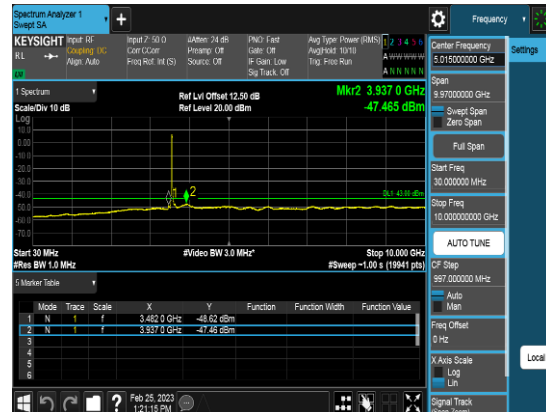 Spectrum Analyzer 1
Swept SA
+
Frequency
KEYSIGHT
Input: RF
Coupling: DC
Align: Auto
Input Z: 50 Ω
Corr CCorr
Freq Ref: Int (S)
#Atten: 24 dB
Preamp: Off
Source: Off
PNO: Fast
Gate: Off
IF Gain: Low
Sig Track: Off
Avg Type: Power (RMS)
Avg|Hold: 10/10
Trig: Free Run
1 2 3 4 5 6
A W W W W W
A N N N N N
RL
1 Spectrum
Scale/Div 10 dB
Ref Lvl Offset 12.50 dB
Ref Level 20.00 dBm
Mkr2 3.937 0 GHz
-47.465 dBm
Log
10.0
0.00
-10.0
-20.0
-30.0
-40.0
-50.0
-60.0
-70.0
1
2
DL1 -43.00 dBm
Start 30 MHz
#Video BW 3.0 MHz*
Stop 10.000 GHz
#Res BW 1.0 MHz
#Sweep ~1.00 s (19941 pts)
5 Marker Table
Mode Trace Scale X Y Function Function Width Function Value
1 N 1 f 3.482 0 GHz -48.62 dBm
2 N 1 f 3.937 0 GHz -47.46 dBm
3
4
5
6
Feb 25, 2023
1:21:15 PM
Center Frequency
5.015000000 GHz
Settings
Span
9.97000000 GHz
Swept Span
Zero Span
Full Span
Start Freq
30.000000 MHz
Stop Freq
10.000000000 GHz
AUTO TUNE
CF Step
997.000000 MHz
Auto
Man
Freq Offset
0 Hz
X Axis Scale
Log
Lin
Local
Signal Track
(Span Zoom)